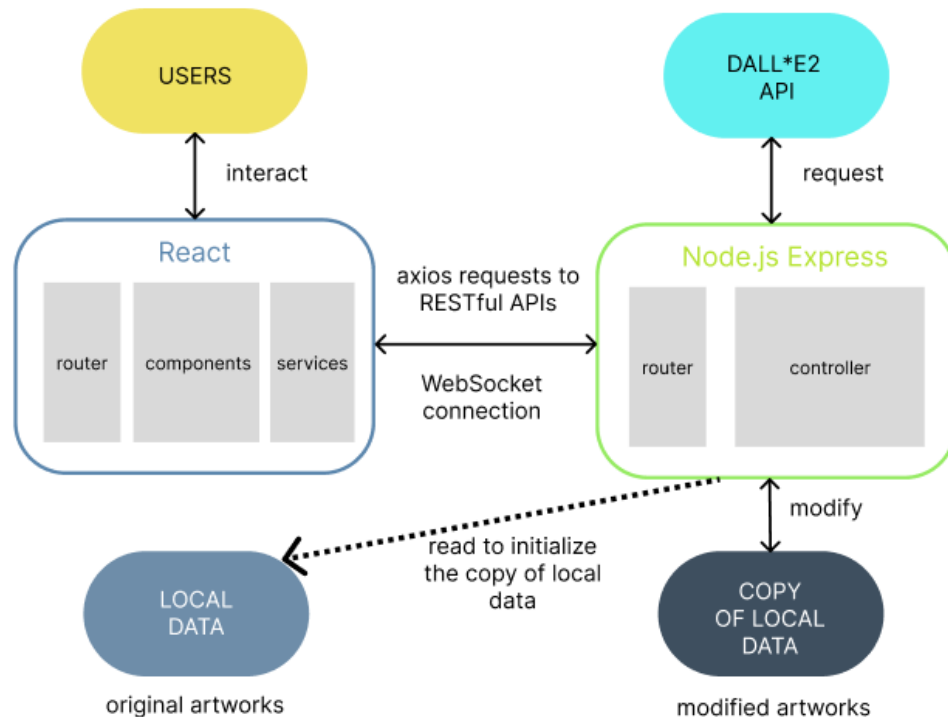 USERS
DALL*E2
API
interact
request
React
Node.js Express
axios requests to
RESTful APIs
router
components
services
router
controller
WebSocket
connection
modify
read to initialize
the copy of local
data
LOCAL
DATA
COPY
OF LOCAL
DATA
original artworks
modified artworks